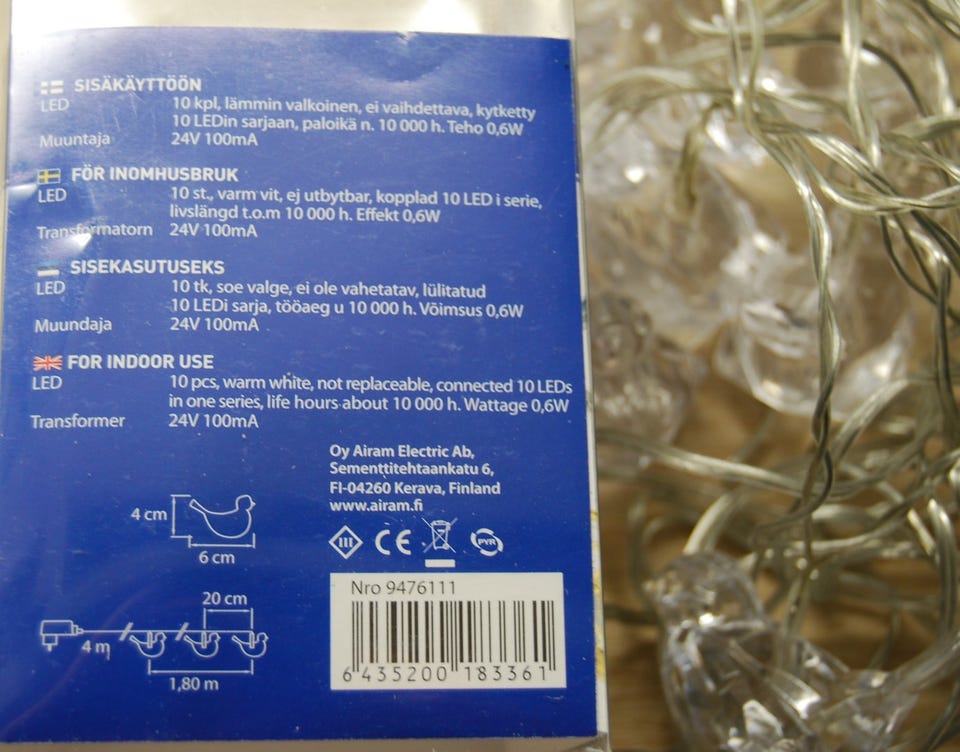 SISÄKÄYTTÖÖN
LED 10 kpl, lämmin valkoinen, ei vaihdettava, kytketty
10 LEDin sarjaan, paloikä n. 10 000 h. Teho 0,6W
Muuntaja 24V 100mA
FÖR INOMHUSBRUK
LED 10 st., varm vit, ej utbytbar, kopplad 10 LED i serie,
livslängd t.o.m 10 000 h. Effekt 0,6W
Transformatorn 24V 100mA
SISEKASUTUSEKS
LED 10 tk, soe valge, ei ole vahetatav, lülitatud
10 LEDi sarja, tööaeg u 10 000 h. Võimsus 0,6W
Muundaja 24V 100mA
FOR INDOOR USE
LED 10 pcs, warm white, not replaceable, connected 10 LEDs
in one series, life hours about 10 000 h. Wattage 0,6W
Transformer 24V 100mA
Oy Airam Electric Ab,
Sementtitehtaankatu 6,
FI-04260 Kerava, Finland
www.airam.fi
4 cm
6 cm
III CE PYR
20 cm
4 m
1,80 m
Nro 9476111
6 435200 183361